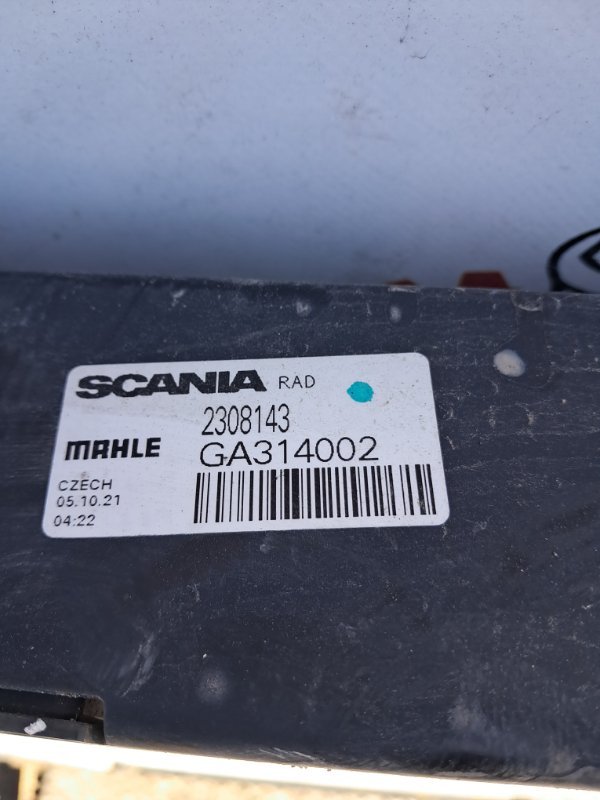 SCANIA RAD
2308143
MAHLE GA314002
CZECH
05.10.21
04:22